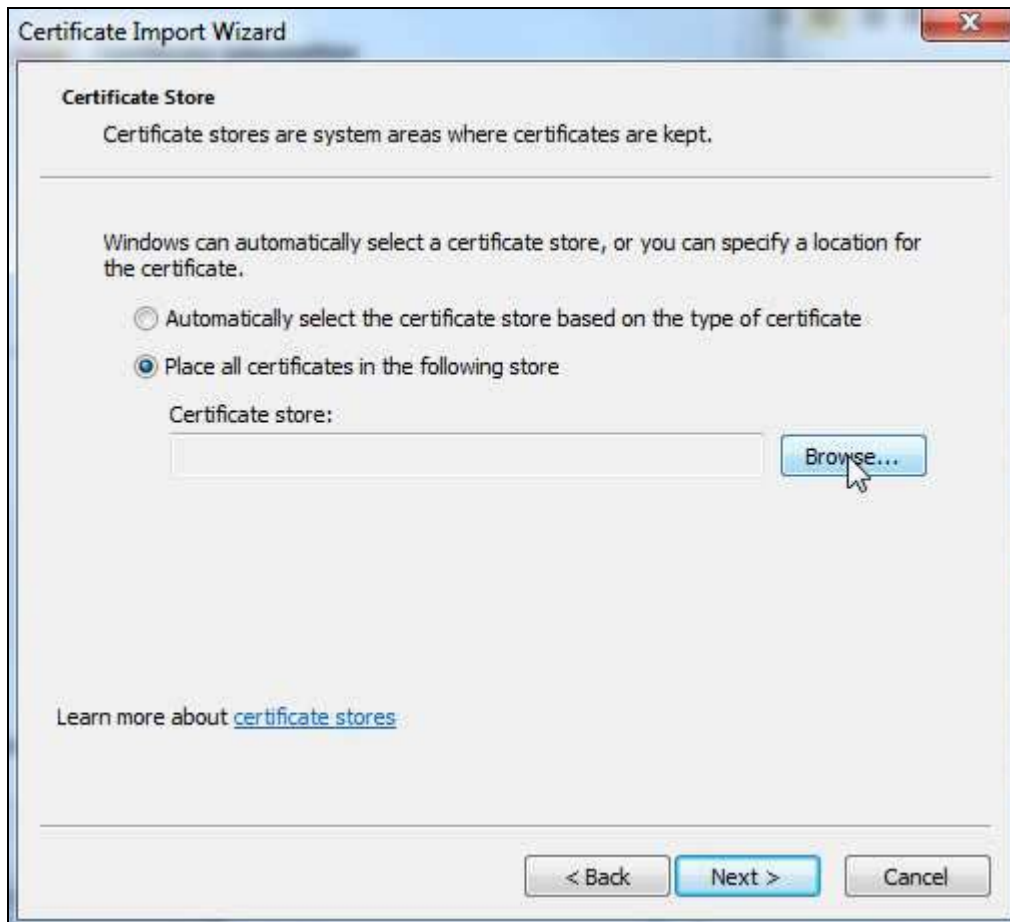 Certificate Import Wizard
Certificate Store
Certificate stores are system areas where certificates are kept.
Windows can automatically select a certificate store, or you can specify a location for
the certificate.
Automatically select the certificate store based on the type of certificate
Place all certificates in the following store
Certificate store:
Browse...
Learn more about certificate stores
< Back
Next >
Cancel